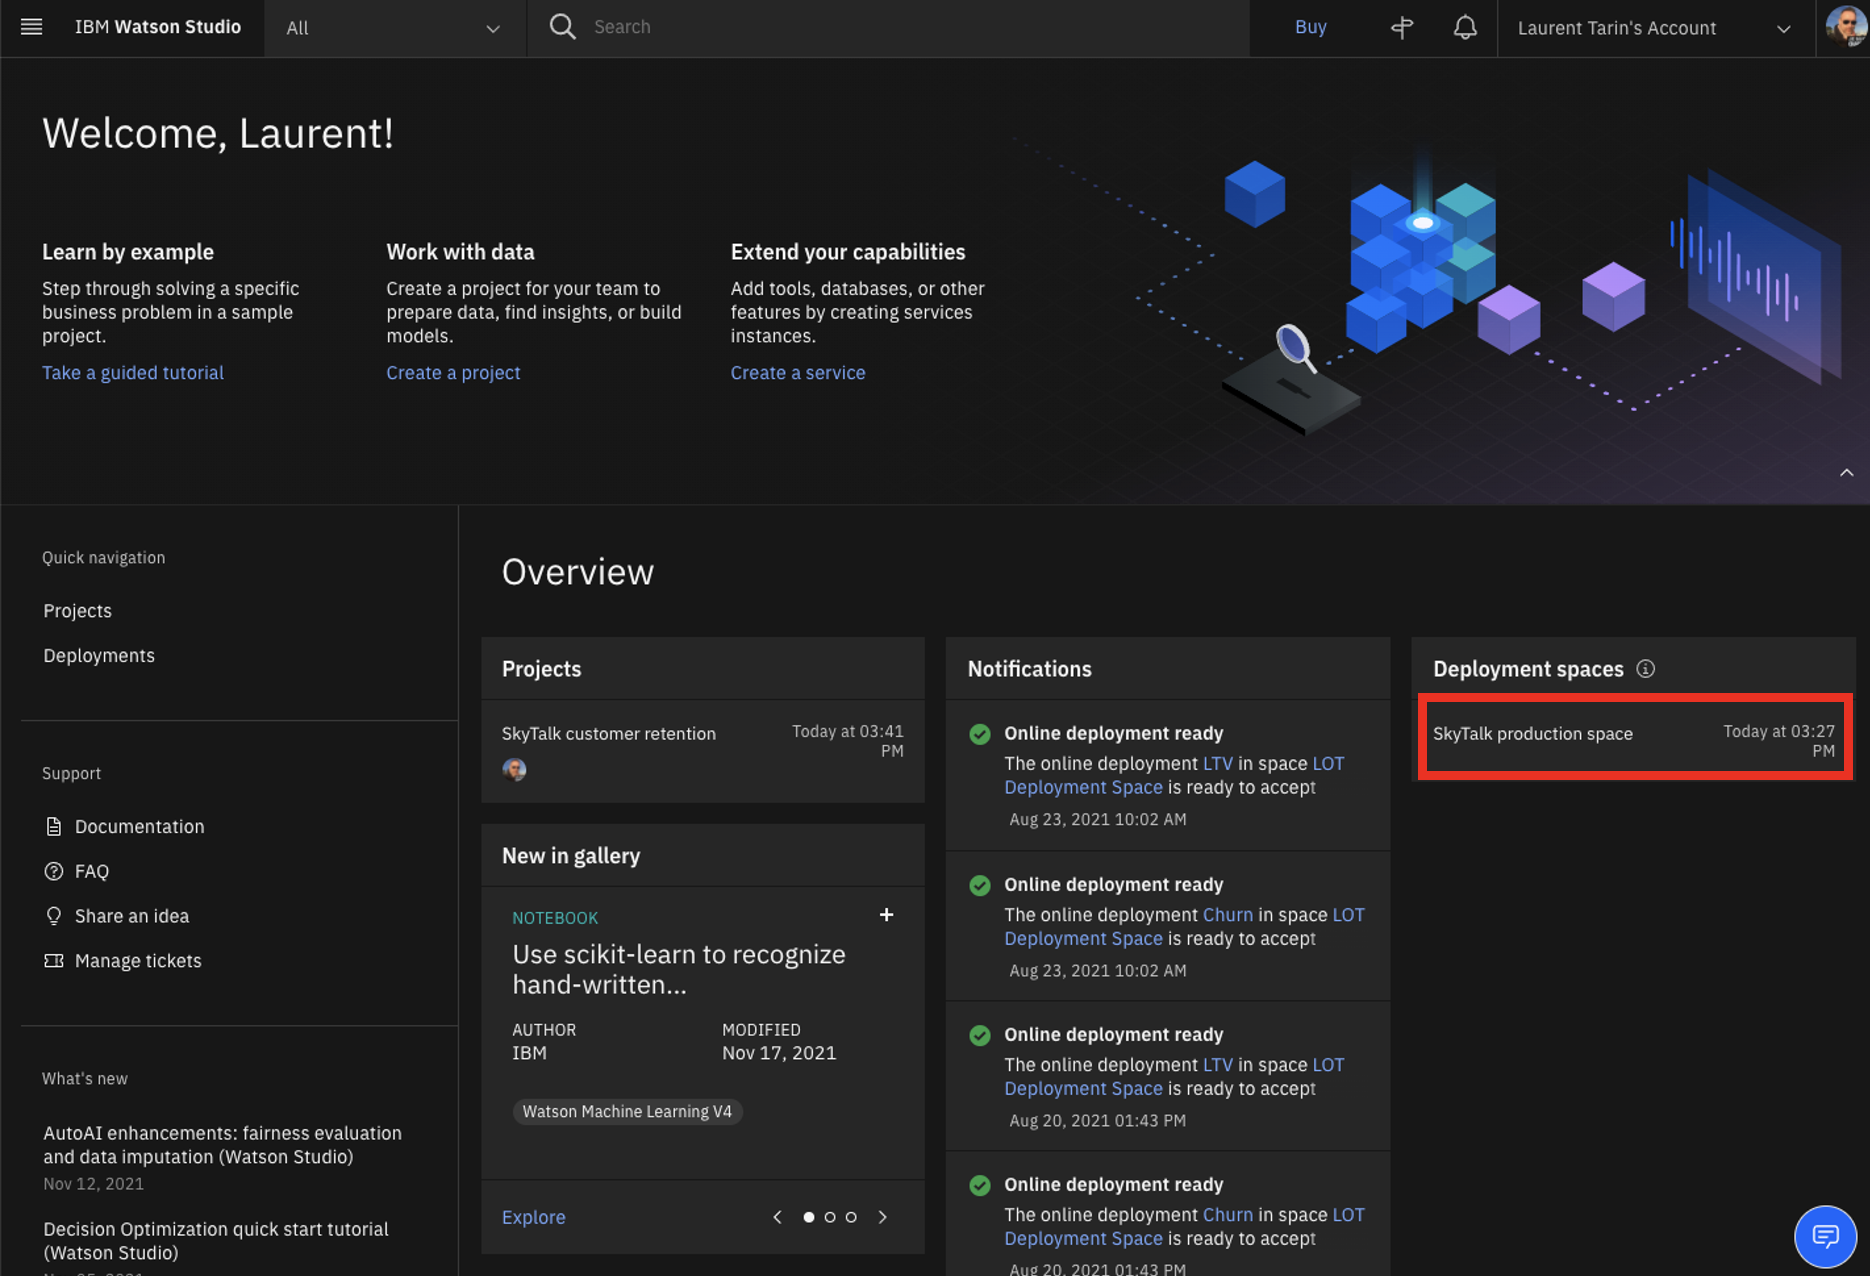 IBM Watson Studio
All
Search
Buy
Laurent Tarin's Account
Welcome, Laurent!
Learn by example
Step through solving a specific
business problem in a sample
project.
Take a guided tutorial
Work with data
Create a project for your team to
prepare data, find insights, or build
models.
Create a project
Extend your capabilities
Add tools, databases, or other
features by creating services
instances.
Create a service
Quick navigation
Projects
Deployments
Support
Documentation
FAQ
Share an idea
Manage tickets
What's new
AutoAI enhancements: fairness evaluation
and data imputation (Watson Studio)
Nov 12, 2021
Decision Optimization quick start tutorial
(Watson Studio)
Overview
Projects
SkyTalk customer retention
Today at 03:41
PM
New in gallery
NOTEBOOK
Use scikit-learn to recognize
hand-written...
AUTHOR
IBM
MODIFIED
Nov 17, 2021
Watson Machine Learning V4
Explore
Notifications
Online deployment ready
The online deployment LTV in space LOT
Deployment Space is ready to accept
Aug 23, 2021 10:02 AM
Online deployment ready
The online deployment Churn in space LOT
Deployment Space is ready to accept
Aug 23, 2021 10:02 AM
Online deployment ready
The online deployment LTV in space LOT
Deployment Space is ready to accept
Aug 20, 2021 01:43 PM
Online deployment ready
The online deployment Churn in space LOT
Deployment Space is ready to accept
Aug 20, 2021 01:43 PM
Deployment spaces
SkyTalk production space
Today at 03:27
PM